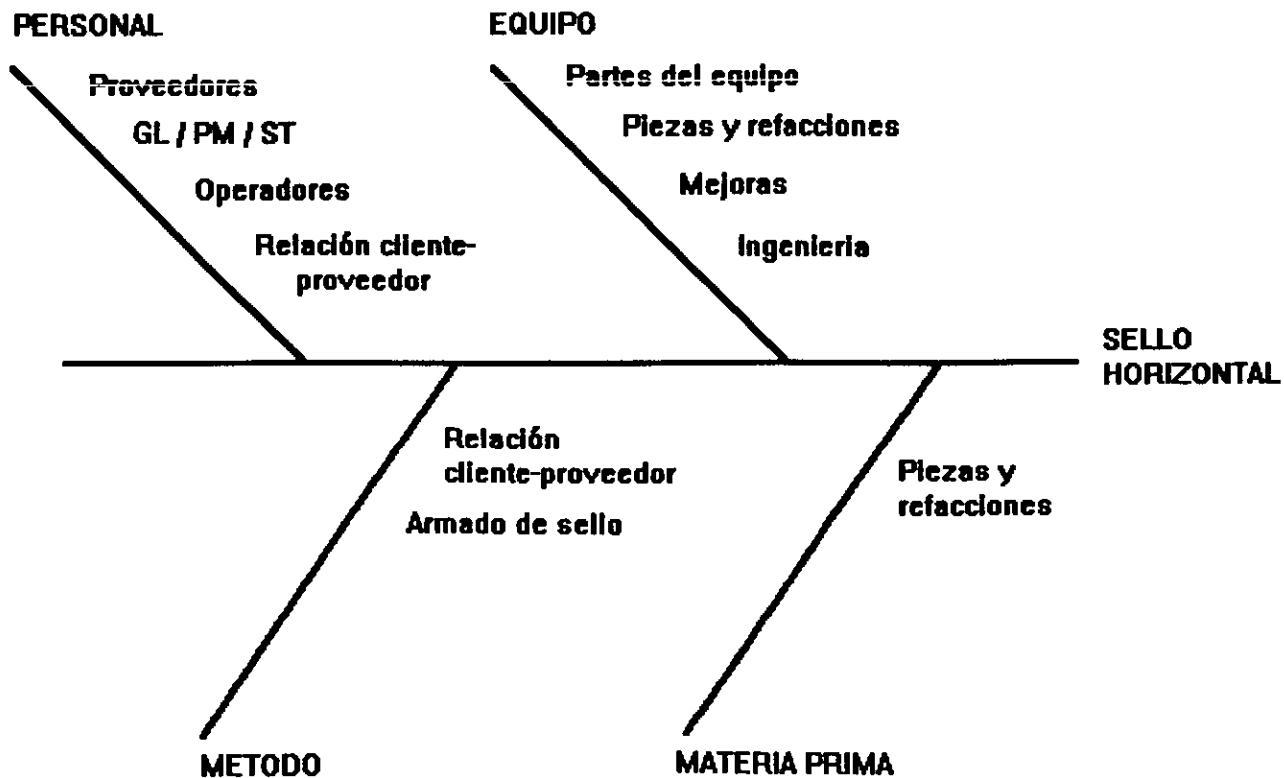 PERSONAL
Proveedores
GL / PM / ST
Operadores
Relación cliente-
proveedor
EQUIPO
Partes del equipo
Piezas y refacciones
Mejoras
Ingenieria
SELLO
HORIZONTAL
Relación
cliente-proveedor
Armado de sello
METODO
Piezas y
refacciones
MATERIA PRIMA